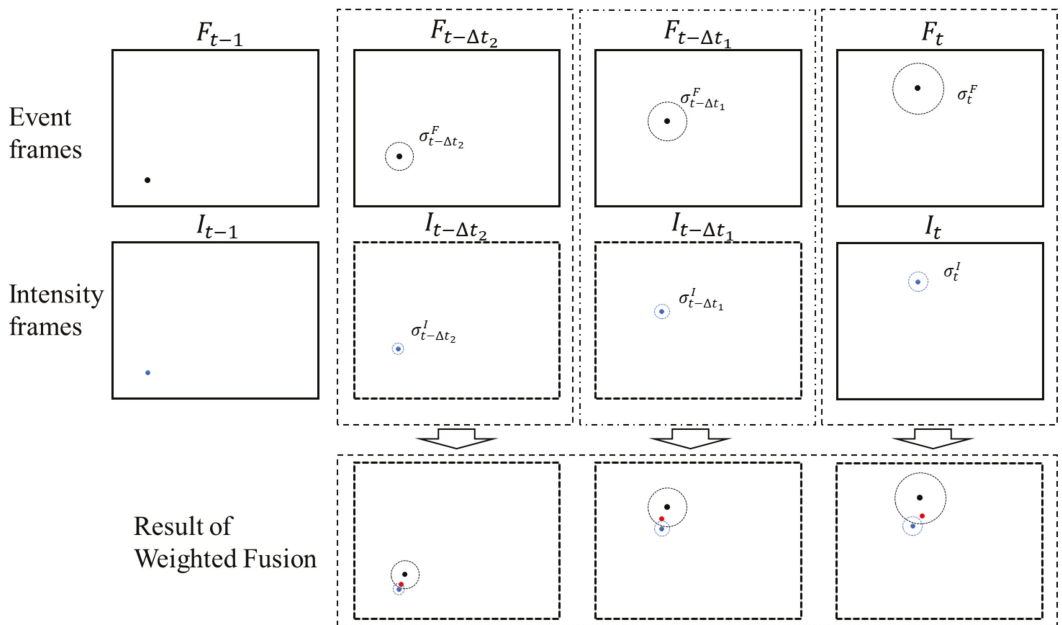 F_{t-1} F_{t-Δt_2} F_{t-Δt_1} F_t
Event
frames
σ^F_{t-Δt_2} σ^F_{t-Δt_1} σ^F_t
I_{t-1} I_{t-Δt_2} I_{t-Δt_1} I_t
Intensity
frames
σ^I_{t-Δt_2} σ^I_{t-Δt_1} σ^I_t
Result of
Weighted Fusion